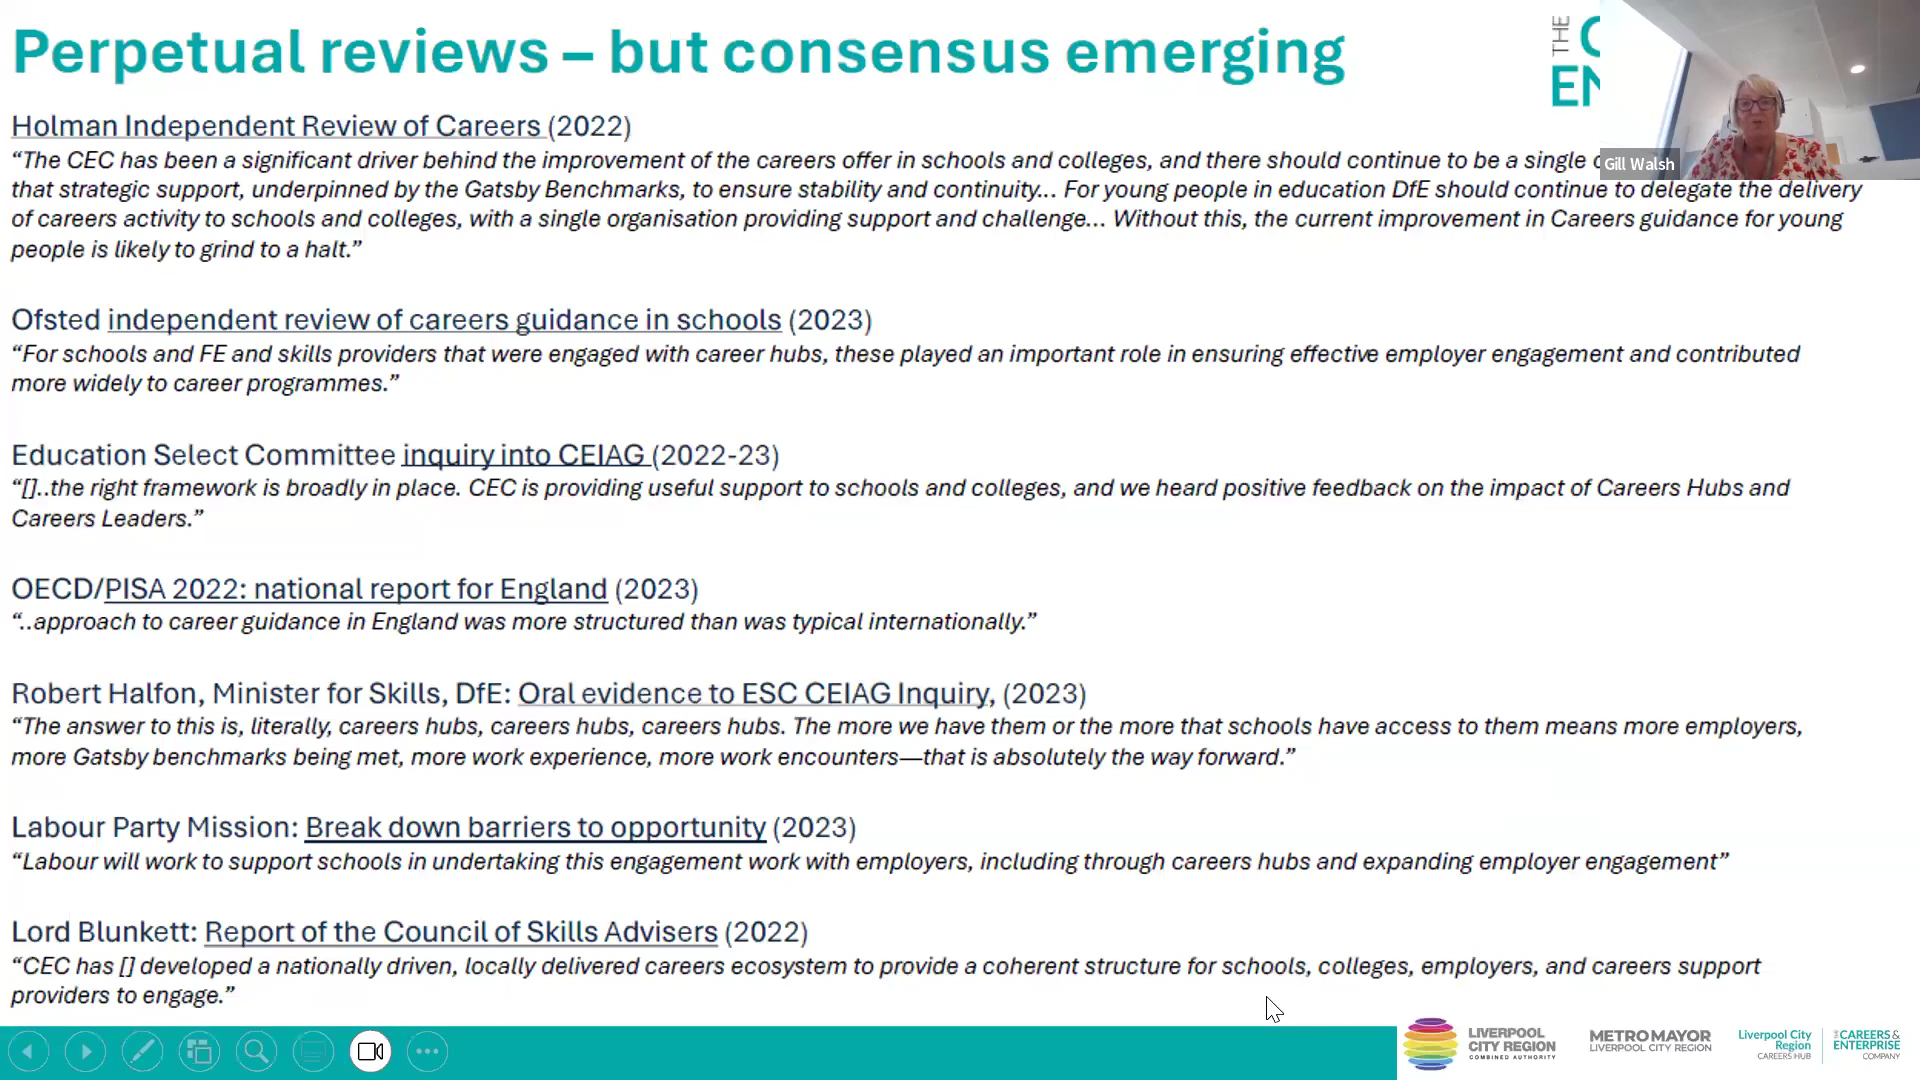 Perpetual reviews – but consensus emerging
THE
EN
Gill Walsh
Holman Independent Review of Careers (2022)
“The CEC has been a significant driver behind the improvement of the careers offer in schools and colleges, and there should continue to be a single
that strategic support, underpinned by the Gatsby Benchmarks, to ensure stability and continuity... For young people in education DfE should continue to delegate the delivery
of careers activity to schools and colleges, with a single organisation providing support and challenge... Without this, the current improvement in Careers guidance for young
people is likely to grind to a halt.”
Ofsted independent review of careers guidance in schools (2023)
“For schools and FE and skills providers that were engaged with career hubs, these played an important role in ensuring effective employer engagement and contributed
more widely to career programmes.”
Education Select Committee inquiry into CEIAG (2022-23)
“[]..the right framework is broadly in place. CEC is providing useful support to schools and colleges, and we heard positive feedback on the impact of Careers Hubs and
Careers Leaders.”
OECD/PISA 2022: national report for England (2023)
“..approach to career guidance in England was more structured than was typical internationally.”
Robert Halfon, Minister for Skills, DfE: Oral evidence to ESC CEIAG Inquiry, (2023)
“The answer to this is, literally, careers hubs, careers hubs, careers hubs. The more we have them or the more that schools have access to them means more employers,
more Gatsby benchmarks being met, more work experience, more work encounters—that is absolutely the way forward.”
Labour Party Mission: Break down barriers to opportunity (2023)
“Labour will work to support schools in undertaking this engagement work with employers, including through careers hubs and expanding employer engagement”
Lord Blunkett: Report of the Council of Skills Advisers (2022)
“CEC has [] developed a nationally driven, locally delivered careers ecosystem to provide a coherent structure for schools, colleges, employers, and careers support
providers to engage.”
LIVERPOOL
CITY REGION
COMBINED AUTHORITY
METRO MAYOR
LIVERPOOL CITY REGION
Liverpool City
Region
CAREERS HUB
THE CAREERS &
ENTERPRISE
COMPANY